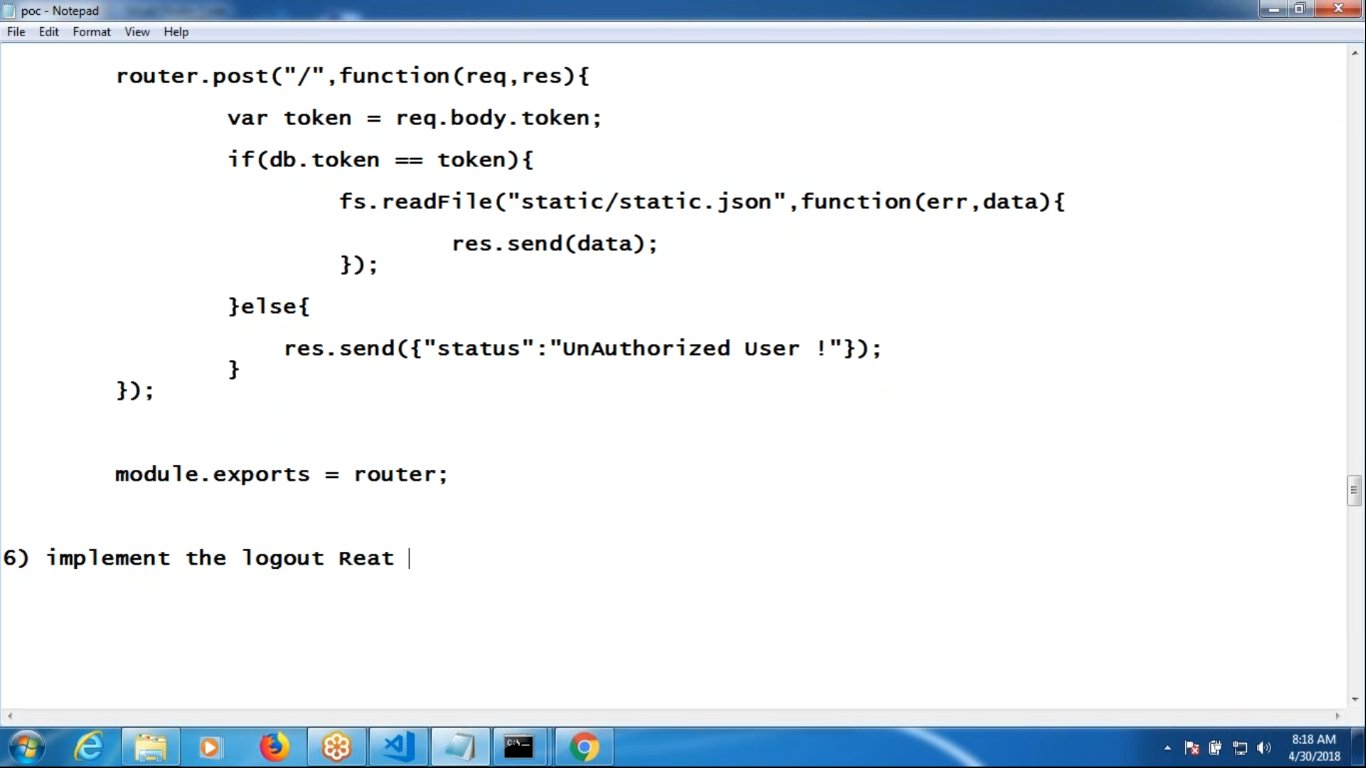 poc - Notepad
File Edit Format View Help
router.post("/",function(req,res){
var token = req.body.token;
if(db.token == token){
fs.readFile("static/static.json",function(err,data){
res.send(data);
});
}else{
res.send({"status":"UnAuthorized User !"});
}
});
module.exports = router;
6) implement the logout Reat
8:18 AM
4/30/2018